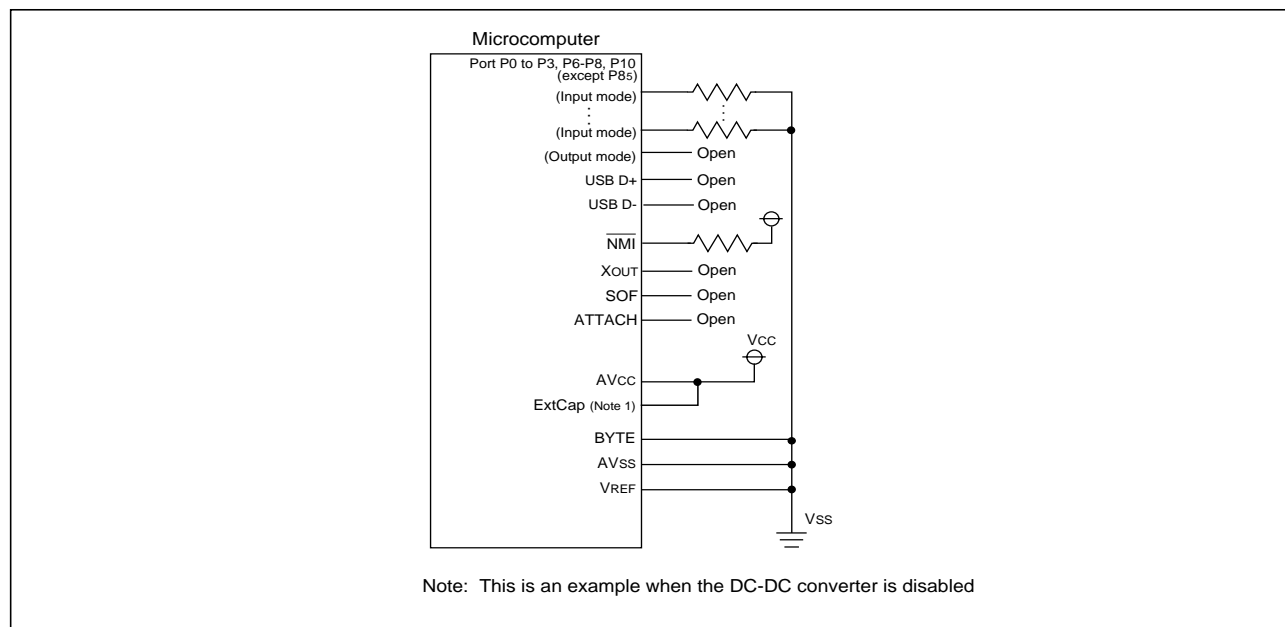 Microcomputer
Port P0 to P3, P6-P8, P10
(except P85)
(Input mode)
(Input mode)
(Output mode)
Open
USB D+
Open
USB D-
Open
NMI
XOUT
Open
SOF
Open
ATTACH
Open
VCC
AVCC
ExtCap (Note 1)
BYTE
AVSS
VREF
VSS
Note: This is an example when the DC-DC converter is disabled